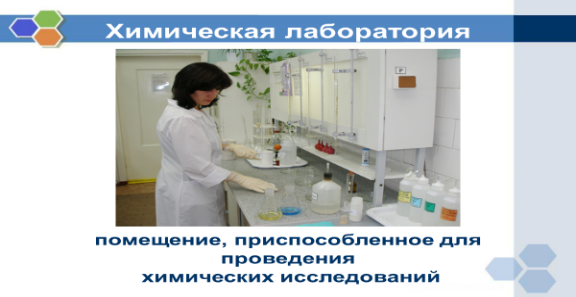 Химическая лаборатория
помещение, приспособленное для
проведения
химических исследований